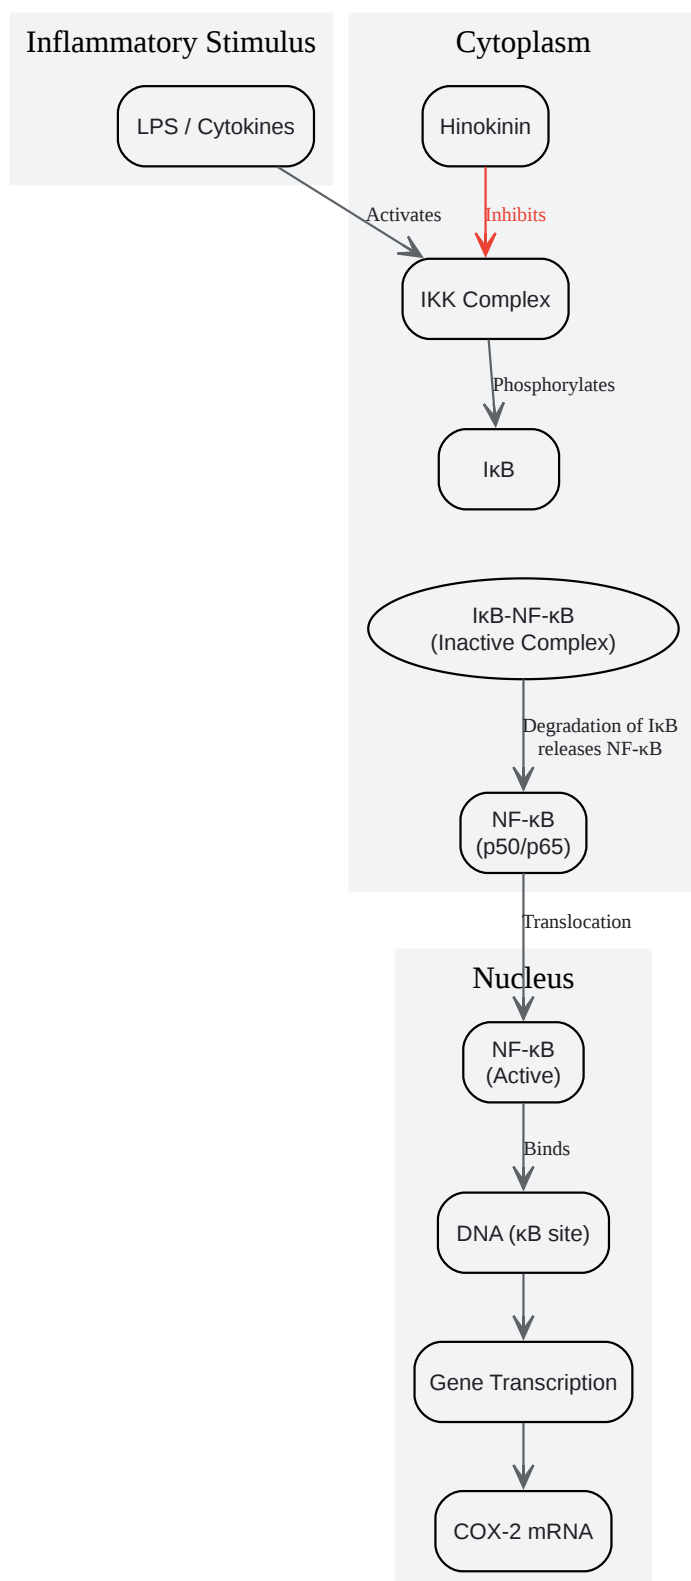 Inflammatory Stimulus
Cytoplasm
LPS / Cytokines
Hinokinin
Activates
Inhibits
IKK Complex
Phosphorylates
IκB
IκB-NF-κB
(Inactive Complex)
Degradation of IκB
releases NF-κB
NF-κB
(p50/p65)
Translocation
Nucleus
NF-κB
(Active)
Binds
DNA (κB site)
Gene Transcription
COX-2 mRNA